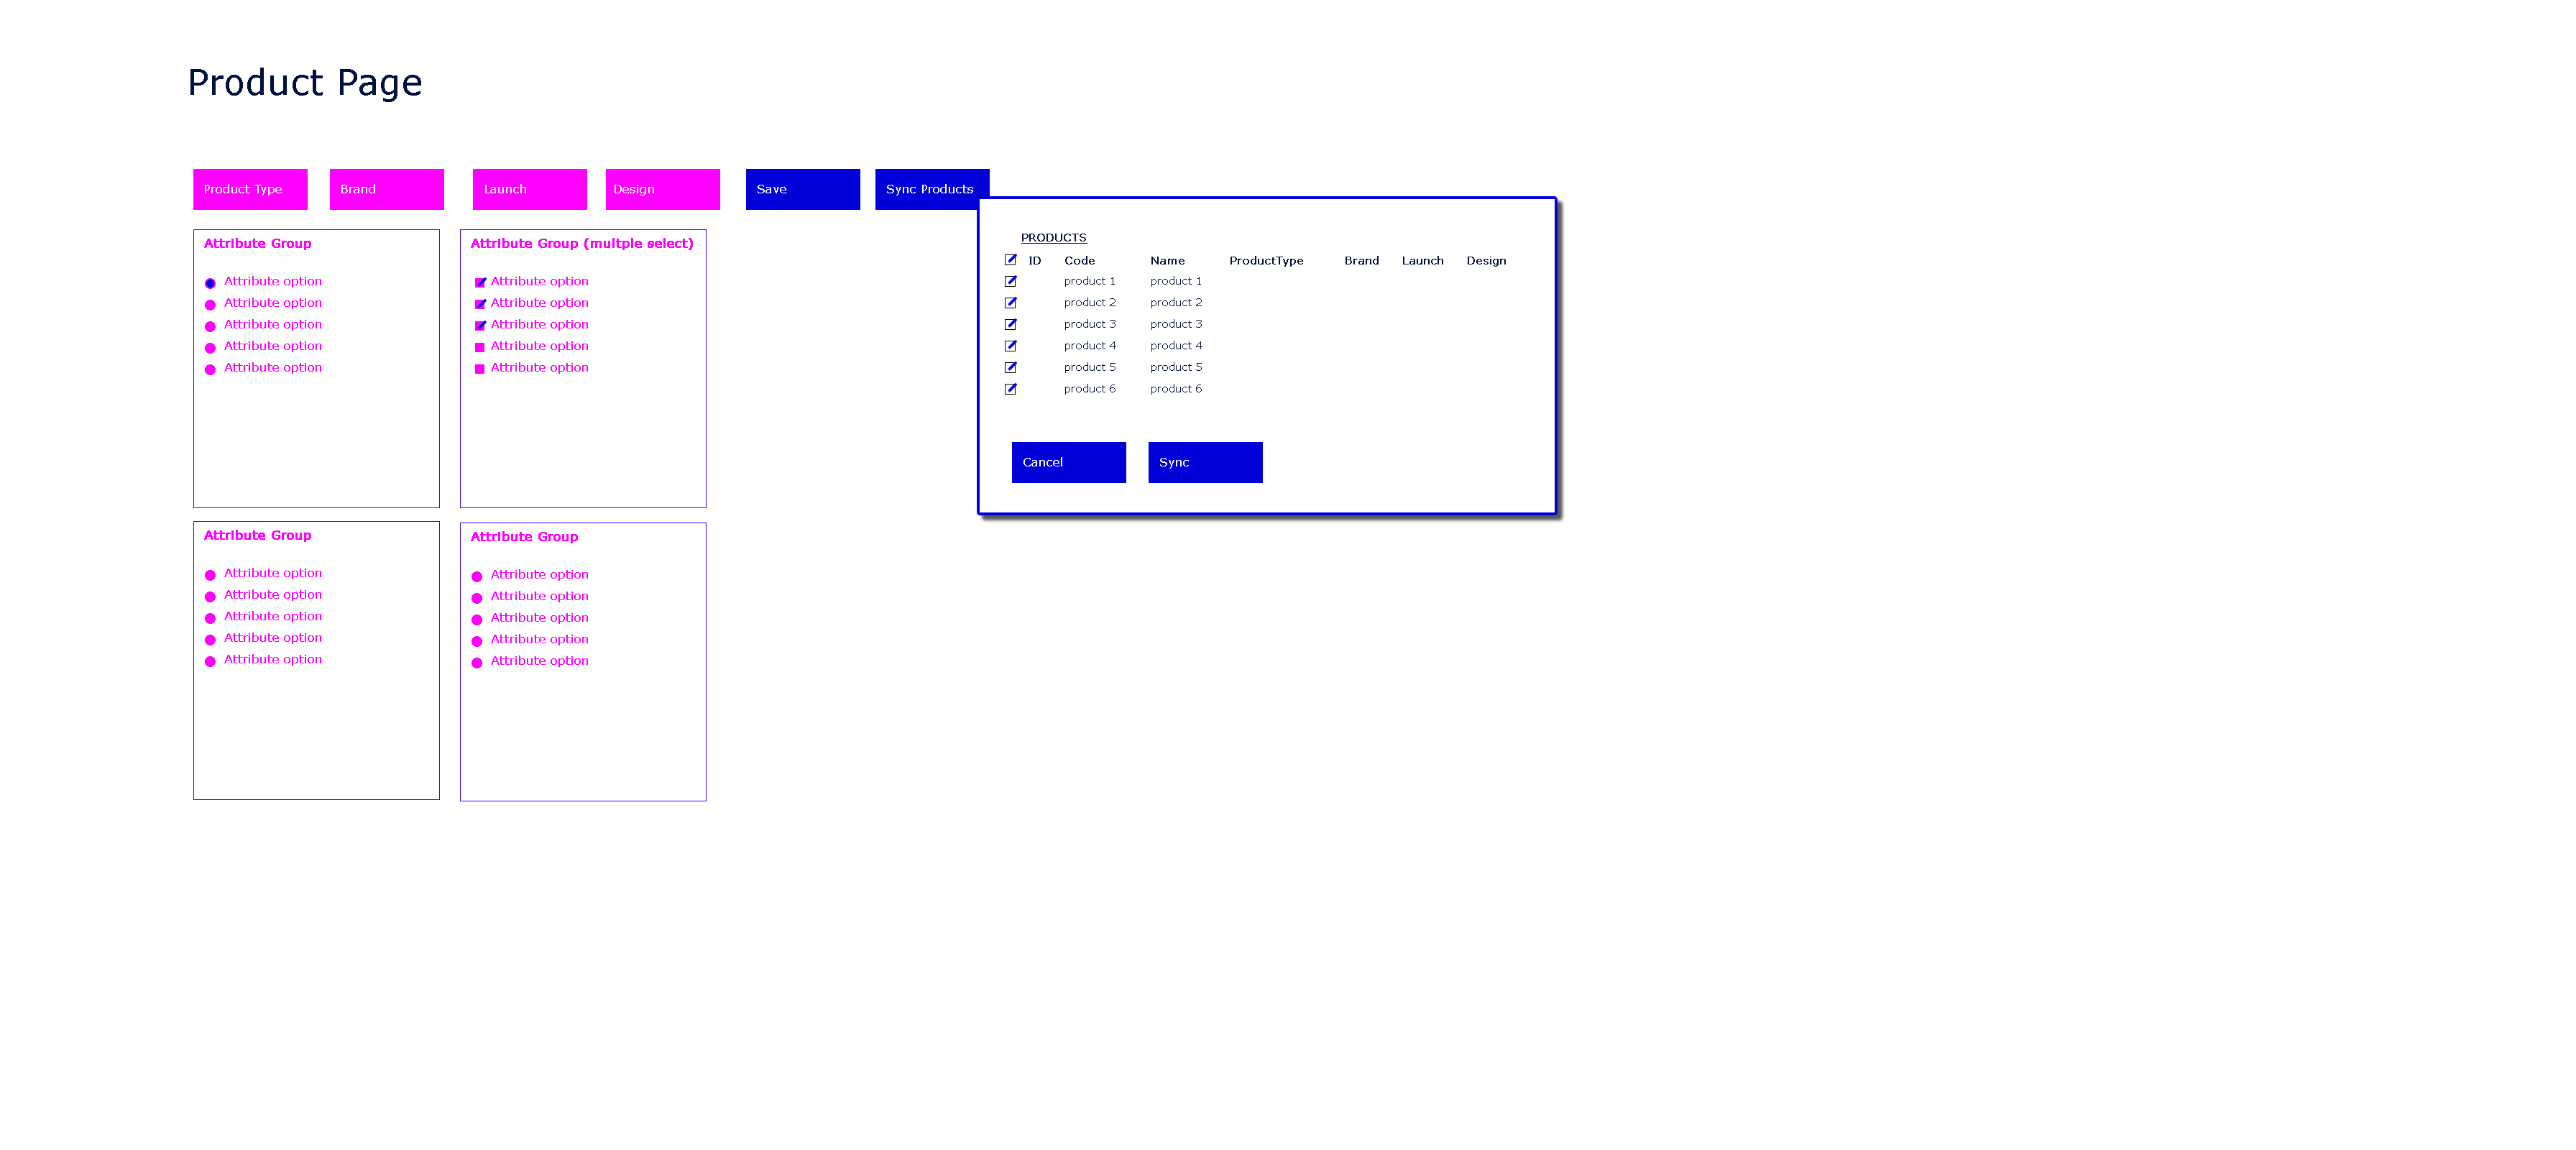 Product Page
Product Type
Brand
Launch
Design
Save
Sync Products
Attribute Group
Attribute option
Attribute option
Attribute option
Attribute option
Attribute option
Attribute Group (multple select)
Attribute option
Attribute option
Attribute option
Attribute option
Attribute option
PRODUCTS
ID Code Name ProductType Brand Launch Design
product 1 product 1
product 2 product 2
product 3 product 3
product 4 product 4
product 5 product 5
product 6 product 6
Cancel
Sync
Attribute Group
Attribute option
Attribute option
Attribute option
Attribute option
Attribute option
Attribute Group
Attribute option
Attribute option
Attribute option
Attribute option
Attribute option